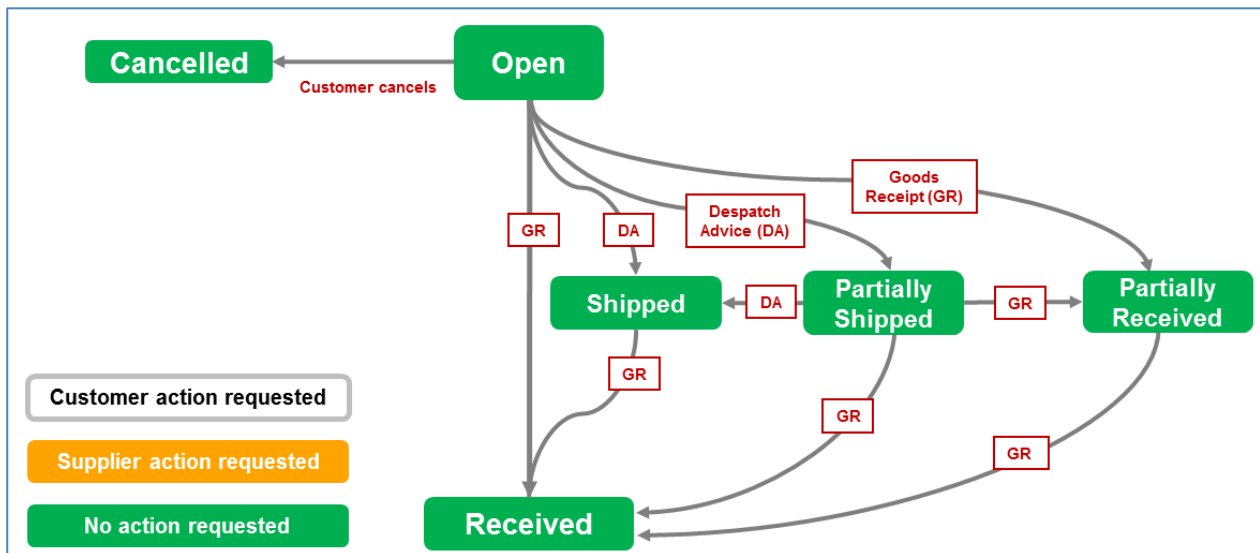 Cancelled
Open
Customer cancels
Goods
Receipt (GR)
Despatch
Advice (DA)
GR
DA
Shipped
DA
Partially
Shipped
GR
Partially
Received
GR
Customer action requested
GR
Supplier action requested
GR
Received
No action requested